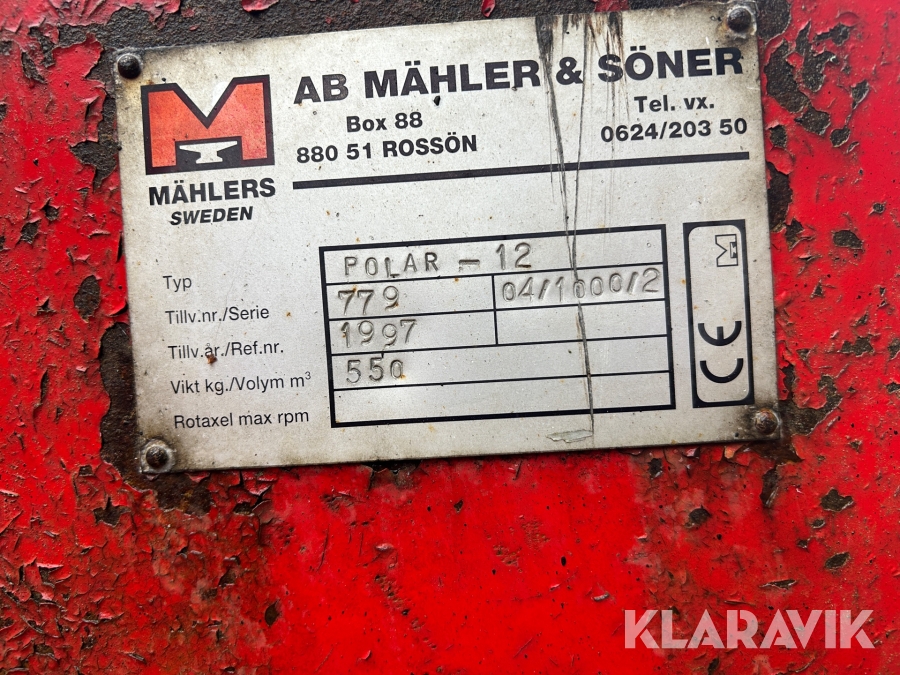 AB MÄHLER & SÖNER
Box 88
880 51 ROSSÖN
Tel. vx.
0624/203 50
MÄHLERS
SWEDEN
Typ POLAR - 12
Tillv.nr./Serie 779 04/1000/2
Tillv.år./Ref.nr. 1997
Vikt kg./Volym m³ 550
Rotaxel max rpm
M
CE
KLARAVIK